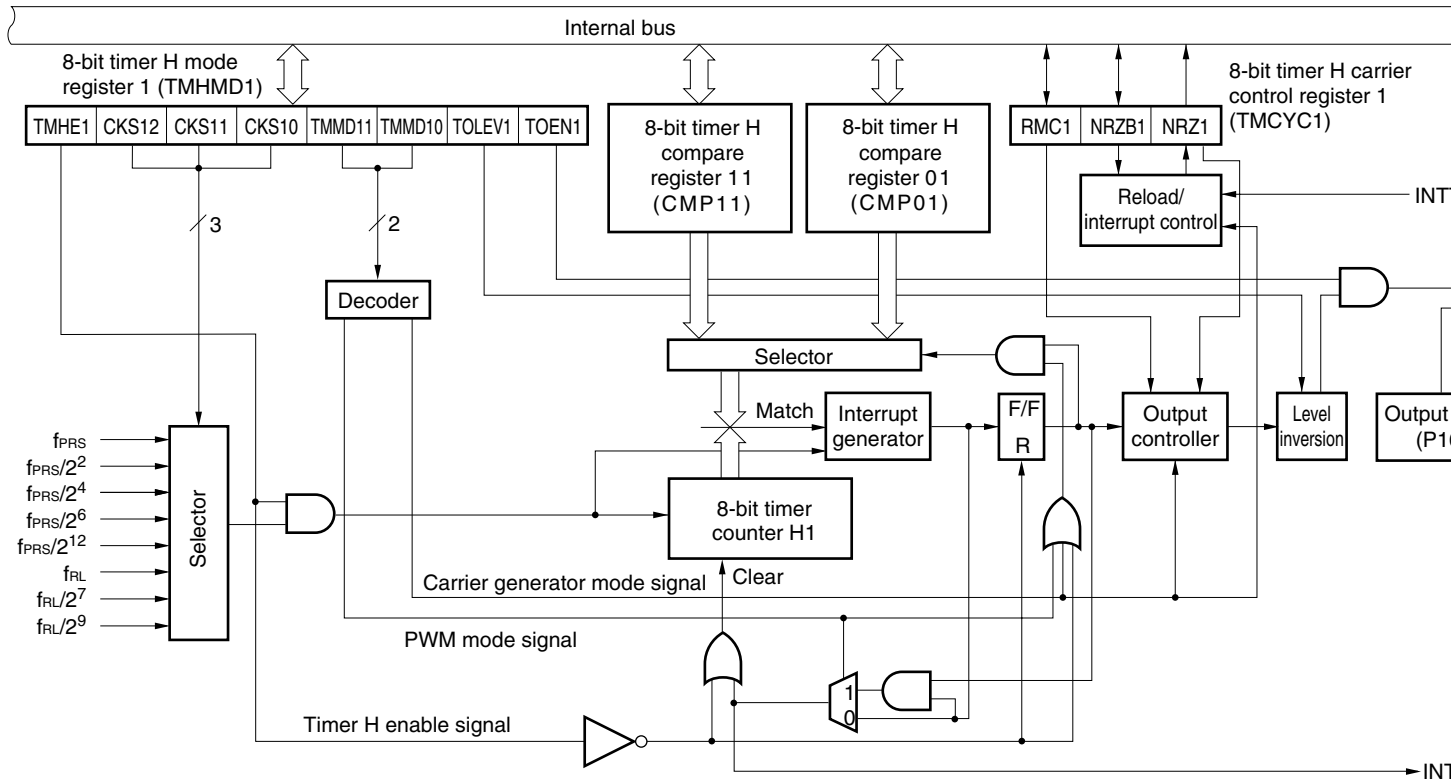 Internal bus
8-bit timer H mode
register 1 (TMHMD1)
8-bit timer H carrier
control register 1
(TMCYC1)
TMHE1 CKS12 CKS11 CKS10 TMMD11 TMMD10 TOLEV1 TOEN1
8-bit timer H
compare
register 11
(CMP11)
8-bit timer H
compare
register 01
(CMP01)
RMC1 NRZB1 NRZ1
Reload/
interrupt control
INT
3
2
Decoder
Selector
Match
Interrupt
generator
F/F
R
Output
controller
Level
inversion
Output
(P1
fPRS
fPRS/2²
fPRS/2⁴
fPRS/2⁶
fPRS/2¹²
fRL
fRL/2⁷
fRL/2⁹
Selector
8-bit timer
counter H1
Carrier generator mode signal
Clear
PWM mode signal
1
0
Timer H enable signal
INT